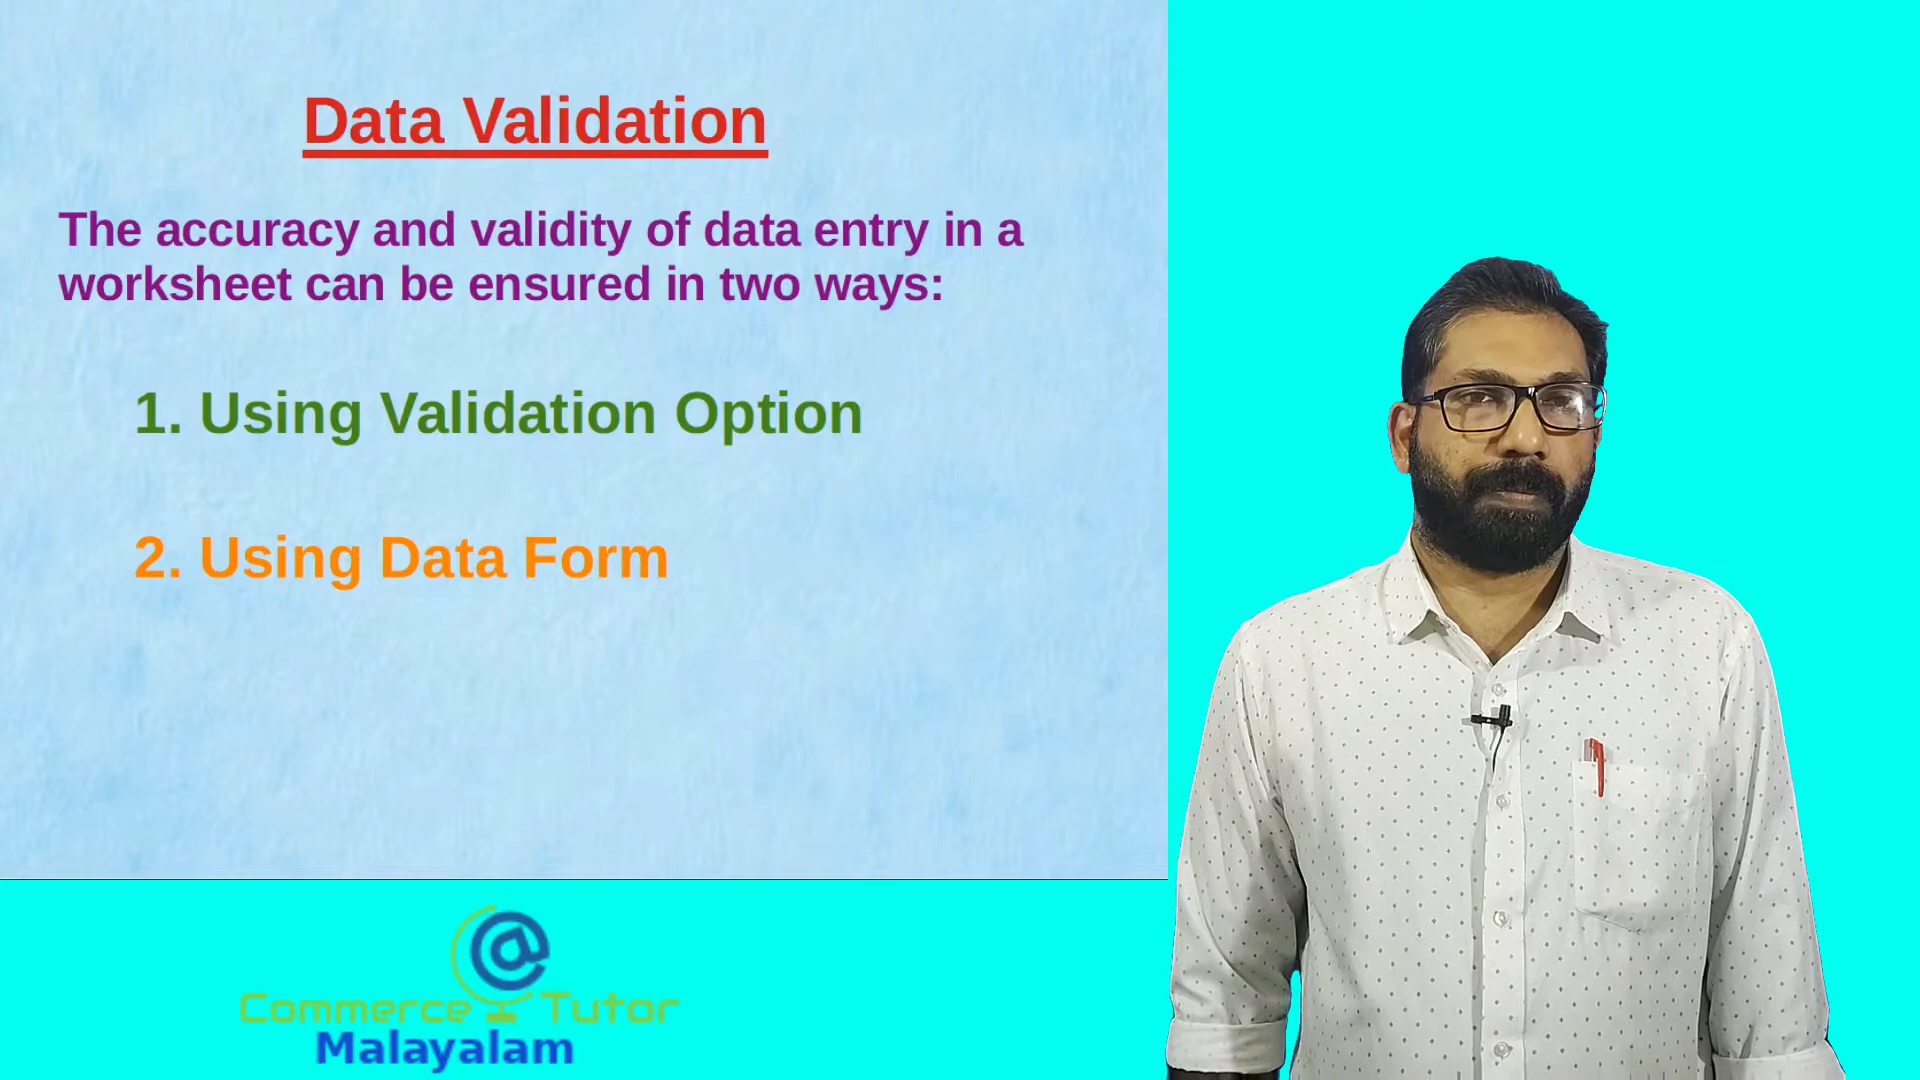 Data Validation
The accuracy and validity of data entry in a
worksheet can be ensured in two ways:
1. Using Validation Option
2. Using Data Form
@
Commerce Tutor
Malayalam